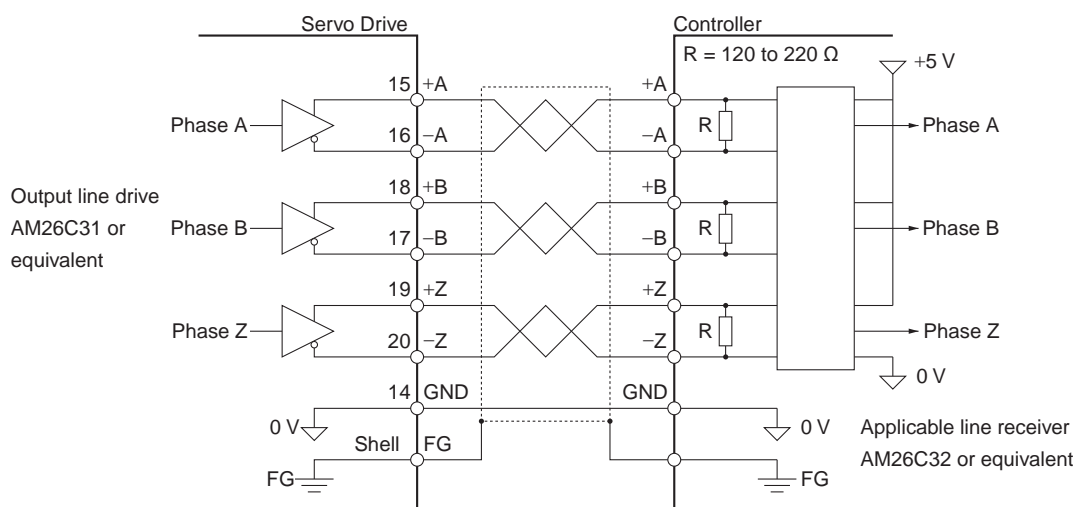 Servo Drive
Controller
R = 120 to 220 Ω
+5 V
15 +A
+A
Phase A
R
Phase A
16 −A
−A
18 +B
+B
Output line drive
AM26C31 or
equivalent
Phase B
R
Phase B
17 −B
−B
19 +Z
+Z
Phase Z
R
Phase Z
20 −Z
−Z
0 V
14 GND
GND
0 V
0 V
Applicable line receiver
AM26C32 or equivalent
Shell FG
FG
FG